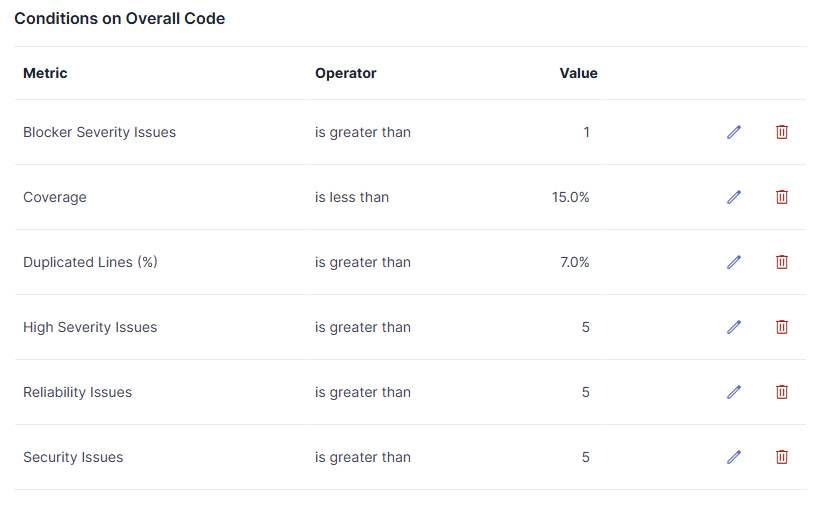 Conditions on Overall Code
Metric Operator Value
Blocker Severity Issues is greater than 1
Coverage is less than 15.0%
Duplicated Lines (%) is greater than 7.0%
High Severity Issues is greater than 5
Reliability Issues is greater than 5
Security Issues is greater than 5